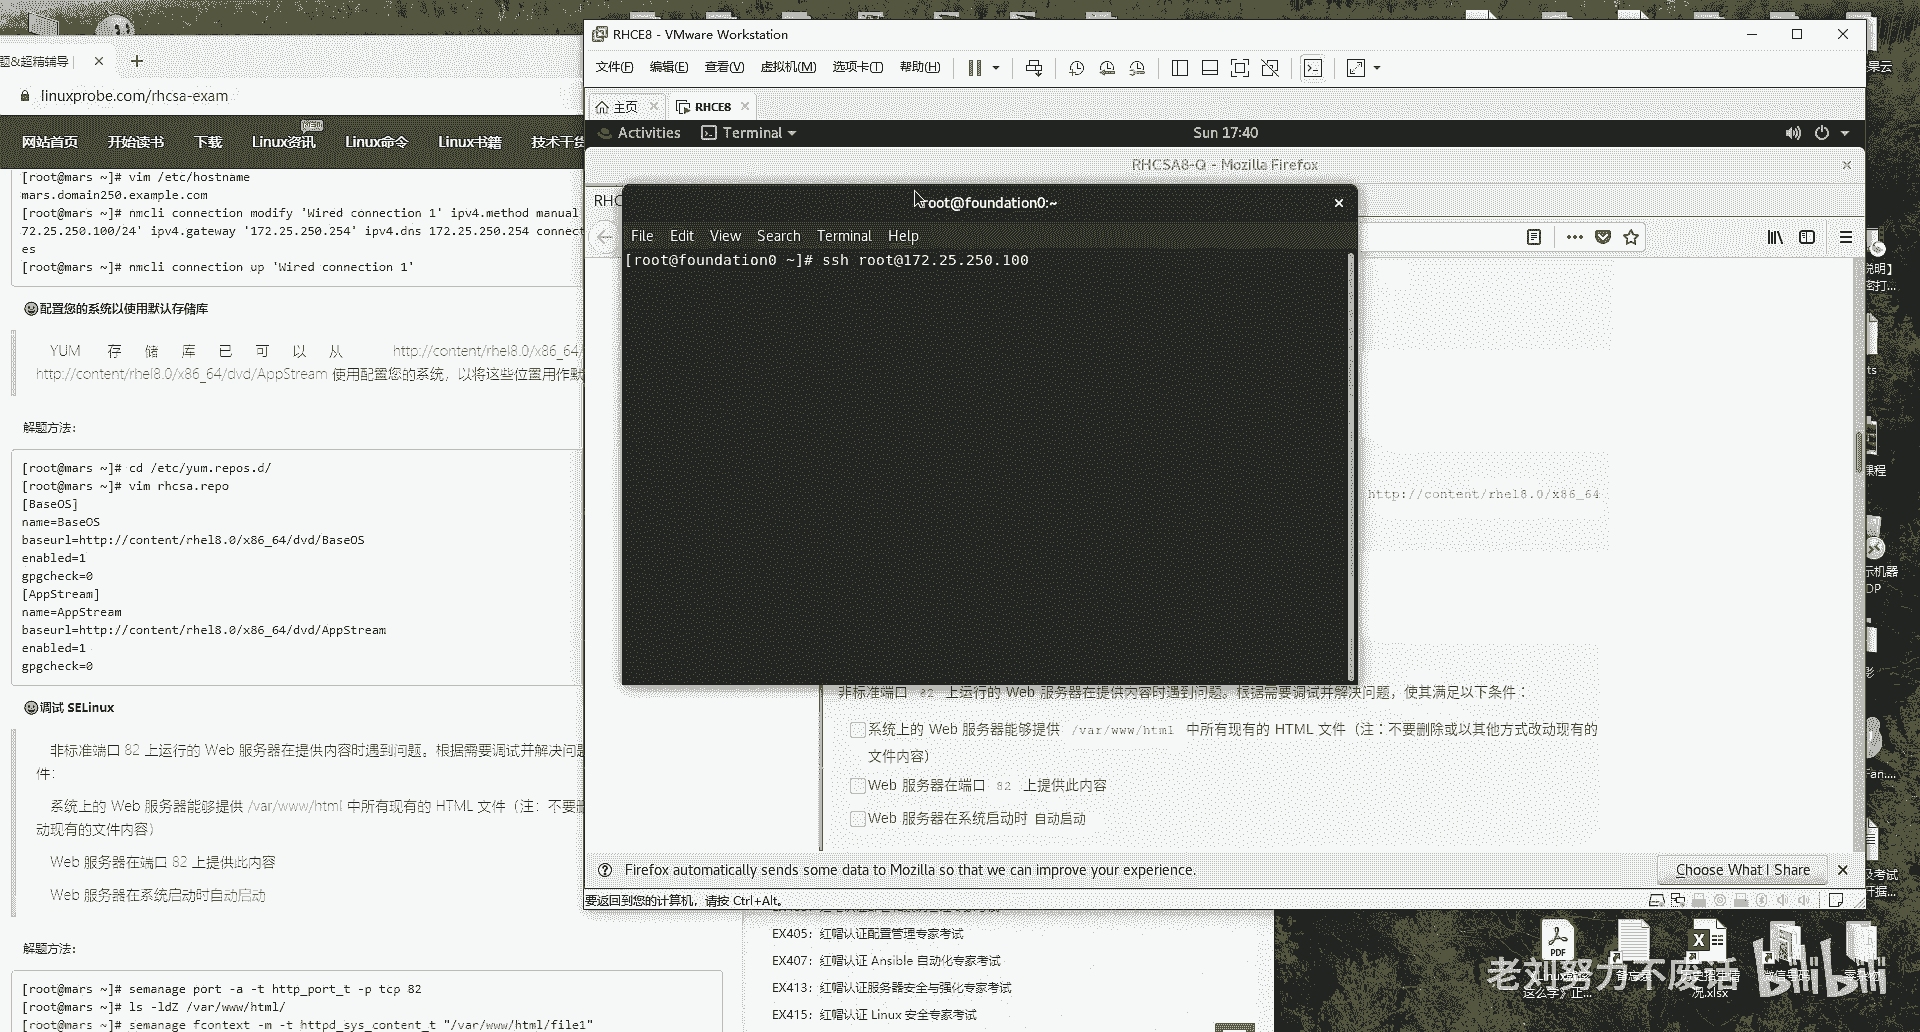 题&超精辅导
linuxprobe.com/rhcsa-exam
网站首页 开始读书 下载 Linux资讯 NEW Linux命令 Linux书籍 技术干货
[root@mars ~]# vim /etc/hostname
mars.domain250.example.com
[root@mars ~]# nmcli connection modify 'Wired connection 1' ipv4.method manual
72.25.250.100/24' ipv4.gateway '172.25.250.254' ipv4.dns 172.25.250.254 connect
es
[root@mars ~]# nmcli connection up 'Wired connection 1'
配置您的系统以使用默认存储库
YUM 存储库已可以从 http://content/rhel8.0/x86_64/
http://content/rhel8.0/x86_64/dvd/AppStream 使用配置您的系统，以将这些位置用作默
解题方法：
[root@mars ~]# cd /etc/yum.repos.d/
[root@mars ~]# vim rhcsa.repo
[BaseOS]
name=BaseOS
baseurl=http://content/rhel8.0/x86_64/dvd/BaseOS
enabled=1
gpgcheck=0
[AppStream]
name=AppStream
baseurl=http://content/rhel8.0/x86_64/dvd/AppStream
enabled=1
gpgcheck=0
调试 SELinux
非标准端口 82 上运行的 Web 服务器在提供内容时遇到问题。根据需要调试并解决问题
件：
系统上的 Web 服务器能够提供 /var/www/html 中所有现有的 HTML 文件（注：不要删
动现有的文件内容）
Web 服务器在端口 82 上提供此内容
Web 服务器在系统启动时自动启动
解题方法：
[root@mars ~]# semanage port -a -t http_port_t -p tcp 82
[root@mars ~]# ls -ldZ /var/www/html/
[root@mars ~]# semanage fcontext -m -t httpd_sys_content_t "/var/www/html/file1"
RHCE8 - VMware Workstation
文件(F) 编辑(E) 查看(V) 虚拟机(M) 选项卡(T) 帮助(H)
主页 RHCE8
Activities Terminal Sun 17:40
RHCSA8-Q - Mozilla Firefox
RHC
root@foundation0:~
File Edit View Search Terminal Help
[root@foundation0 ~]# ssh root@172.25.250.100
http://content/rhel8.0/x86_64
非标准端口 82 上运行的 Web 服务器在提供内容时遇到问题。根据需要调试并解决问题，使其满足以下条件：
系统上的 Web 服务器能够提供 /var/www/html 中所有现有的 HTML 文件（注：不要删除或以其他方式改动现有的
文件内容）
Web 服务器在端口 82 上提供此内容
Web 服务器在系统启动时 自动启动
Firefox automatically sends some data to Mozilla so that we can improve your experience.
Choose What I Share
要返回到您的计算机，请按 Ctrl+Alt。
EX405：红帽认证配置管理专家考试
EX407：红帽认证 Ansible 自动化专家考试
EX413：红帽认证服务器安全与强化专家考试
EX415：红帽认证 Linux 安全专家考试
老刘努力不废话 bilibili
PDF
况.xlsx
果云
说明】
密打...
ts
课程
示机器
DP
Fan....
及考试